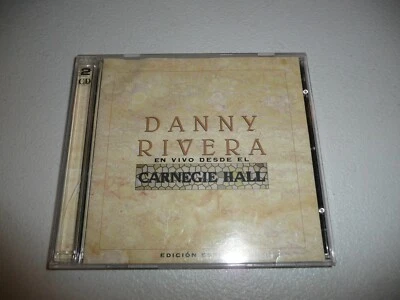 2
CD
DANNY
RIVERA
EN VIVO DESDE EL
CARNEGIE HALL
EDICIÓN